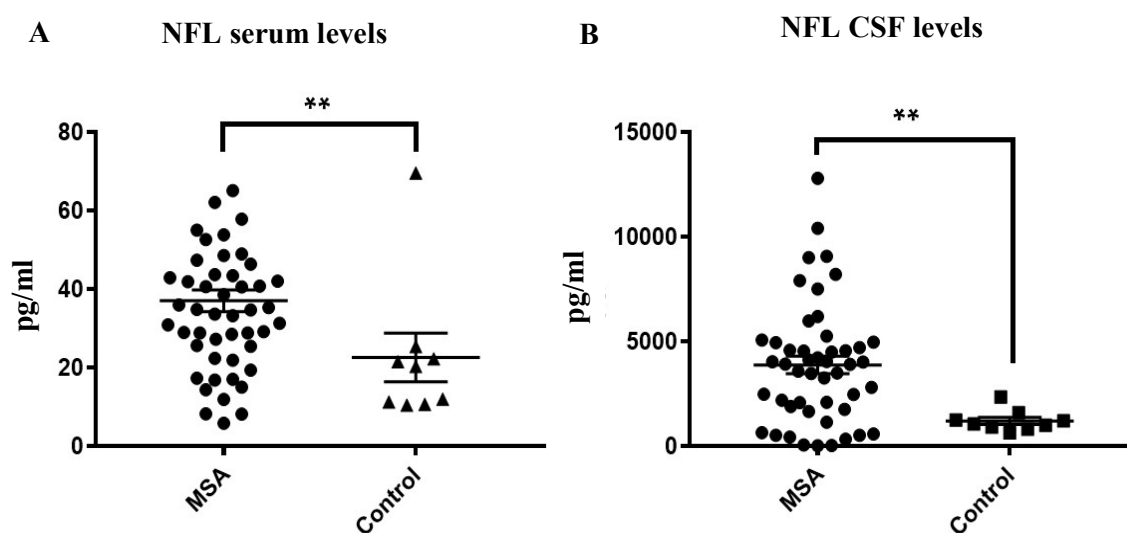 A
NFL serum levels
**
80
60
40
20
0
pg/ml
MSA
Control
B
NFL CSF levels
**
15000
10000
5000
0
pg/ml
MSA
Control